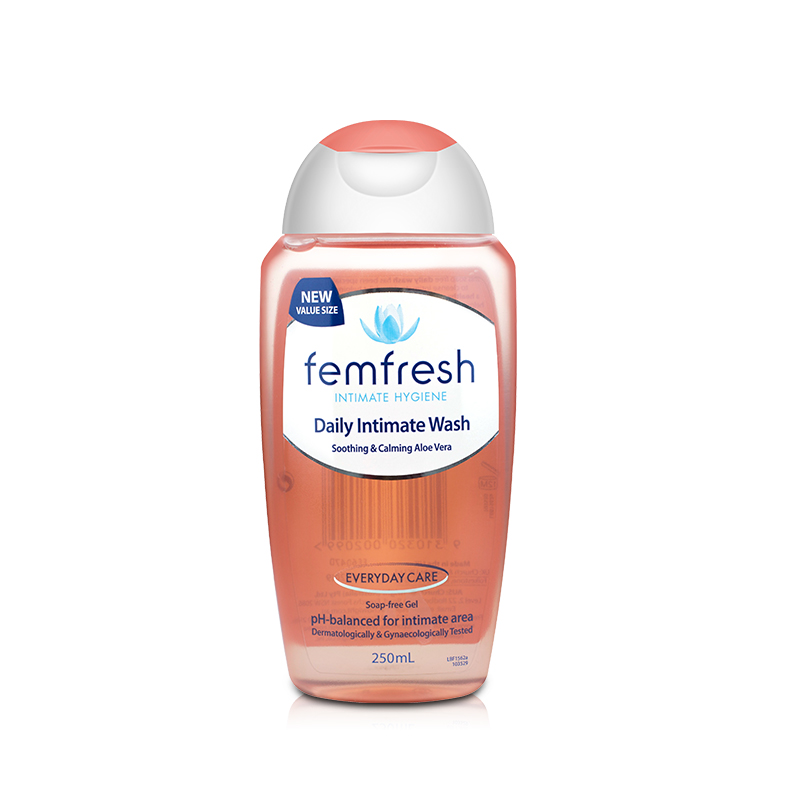 NEW
VALUE SIZE
femfresh
INTIMATE HYGIENE
Daily Intimate Wash
Soothing & Calming Aloe Vera
EVERYDAY CARE
Soap-free Gel
pH-balanced for intimate area
Dermatologically & Gynaecologically Tested
250mL